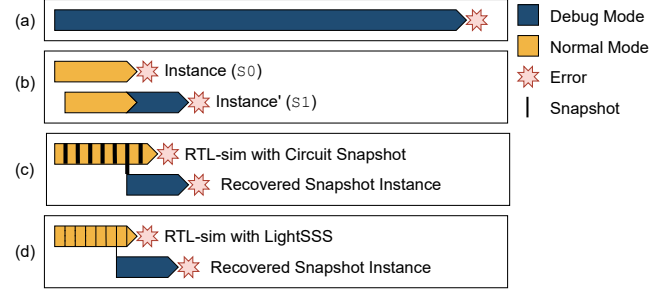 (a)
Debug Mode
Normal Mode
Error
Snapshot
(b)
Instance (S0)
Instance' (S1)
(c)
RTL-sim with Circuit Snapshot
Recovered Snapshot Instance
(d)
RTL-sim with LightSSS
Recovered Snapshot Instance